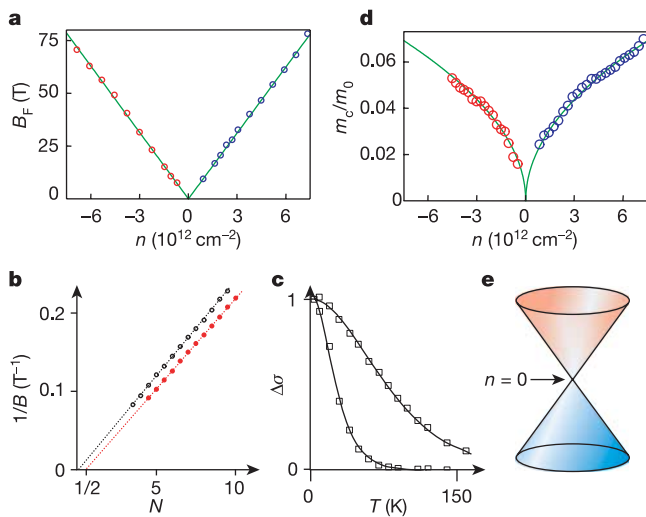 a
75
50
25
0
B_F (T)
−6 −3 0 3 6
n (10^12 cm^−2)
d
0.06
0.04
0.02
0
m_c/m_0
−6 −3 0 3 6
n (10^12 cm^−2)
b
0.2
0.1
0
1/B (T^−1)
1/2 5 10
N
c
1
0
Δσ
0 150
T (K)
e
n = 0